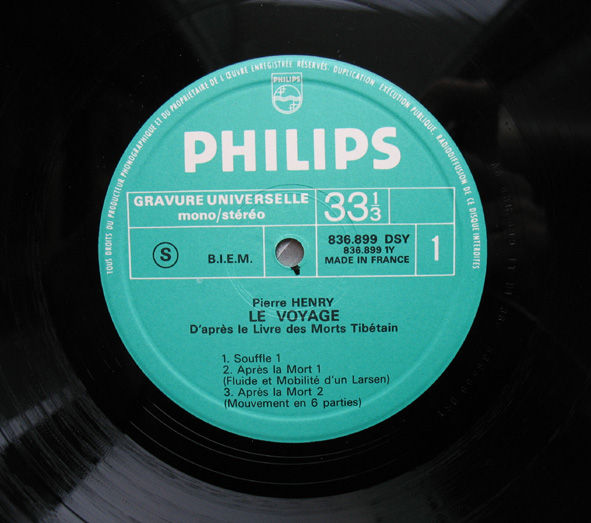 TOUS DROITS DU PRODUCTEUR PHONOGRAPHIQUE ET DU PROPRIÉTAIRE DE L'ŒUVRE ENREGISTRÉE RÉSERVÉS. DUPLICATION, EXÉCUTION PUBLIQUE, RADIODIFFUSION DE CE DISQUE INTERDITES
PHILIPS
PHILIPS
GRAVURE UNIVERSELLE
mono/stéréo
33 1/3
S
B.I.E.M.
836.899 DSY
836.899 1Y
MADE IN FRANCE
1
Pierre HENRY
LE VOYAGE
D'après le Livre des Morts Tibétain
1. Souffle 1
2. Après la Mort 1
(Fluide et Mobilité d'un Larsen)
3. Après la Mort 2
(Mouvement en 6 parties)